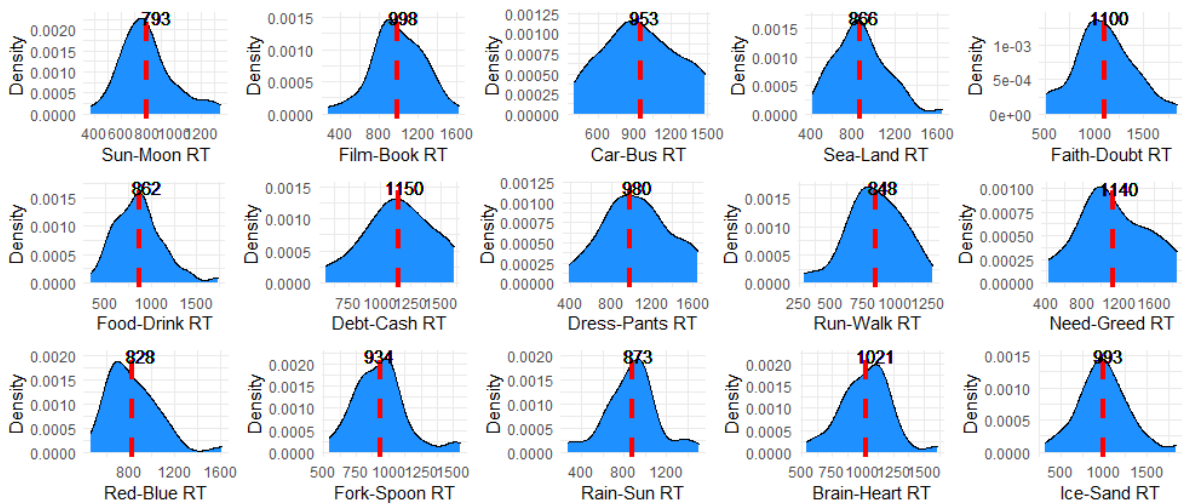 793 998 953 866 1100
Density 0.0020 0.0015 0.0010 0.0005 0.0000
400 600 800 1000 1200
Sun-Moon RT
Density 0.0015 0.0010 0.0005 0.0000
400 800 1200 1600
Film-Book RT
Density 0.00125 0.00100 0.00075 0.00050 0.00025 0.00000
600 900 1200 1500
Car-Bus RT
Density 0.0015 0.0010 0.0005 0.0000
400 800 1200 1600
Sea-Land RT
Density 1e-03 5e-04 0e+00
500 1000 1500
Faith-Doubt RT
862 1150 980 848 1140
Density 0.0015 0.0010 0.0005 0.0000
500 1000 1500
Food-Drink RT
Density 0.0015 0.0010 0.0005 0.0000
750 1000 1250 1500
Debt-Cash RT
Density 0.00125 0.00100 0.00075 0.00050 0.00025 0.00000
400 800 1200 1600
Dress-Pants RT
Density 0.0015 0.0010 0.0005 0.0000
250 500 750 1000 1250
Run-Walk RT
Density 0.00100 0.00075 0.00050 0.00025 0.00000
400 800 1200 1600
Need-Greed RT
828 934 873 1021 993
Density 0.0020 0.0015 0.0010 0.0005 0.0000
800 1200 1600
Red-Blue RT
Density 0.0020 0.0015 0.0010 0.0005 0.0000
500 750 1000 1250 1500
Fork-Spoon RT
Density 0.0020 0.0015 0.0010 0.0005 0.0000
400 800 1200
Rain-Sun RT
Density 0.0020 0.0015 0.0010 0.0005 0.0000
500 750 1000 1250 1500
Brain-Heart RT
Density 0.0015 0.0010 0.0005 0.0000
500 1000 1500
Ice-Sand RT